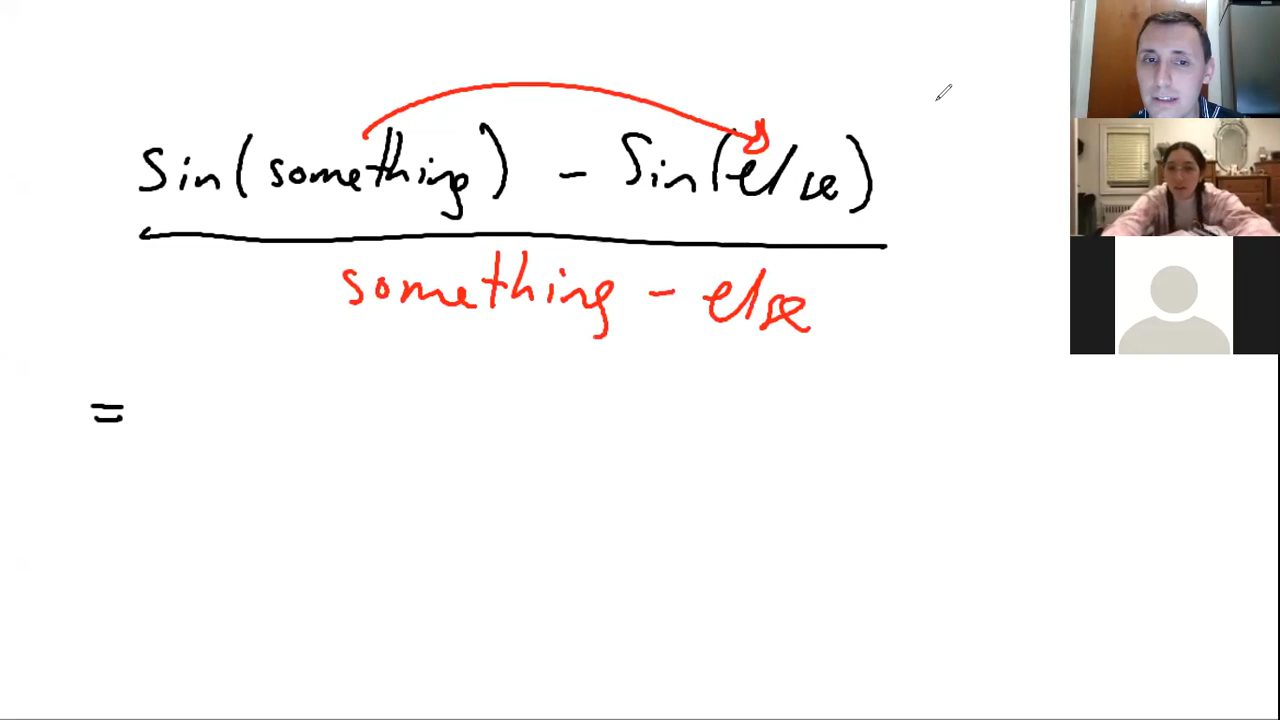 Sin(something) - Sin(else)
something - else
=